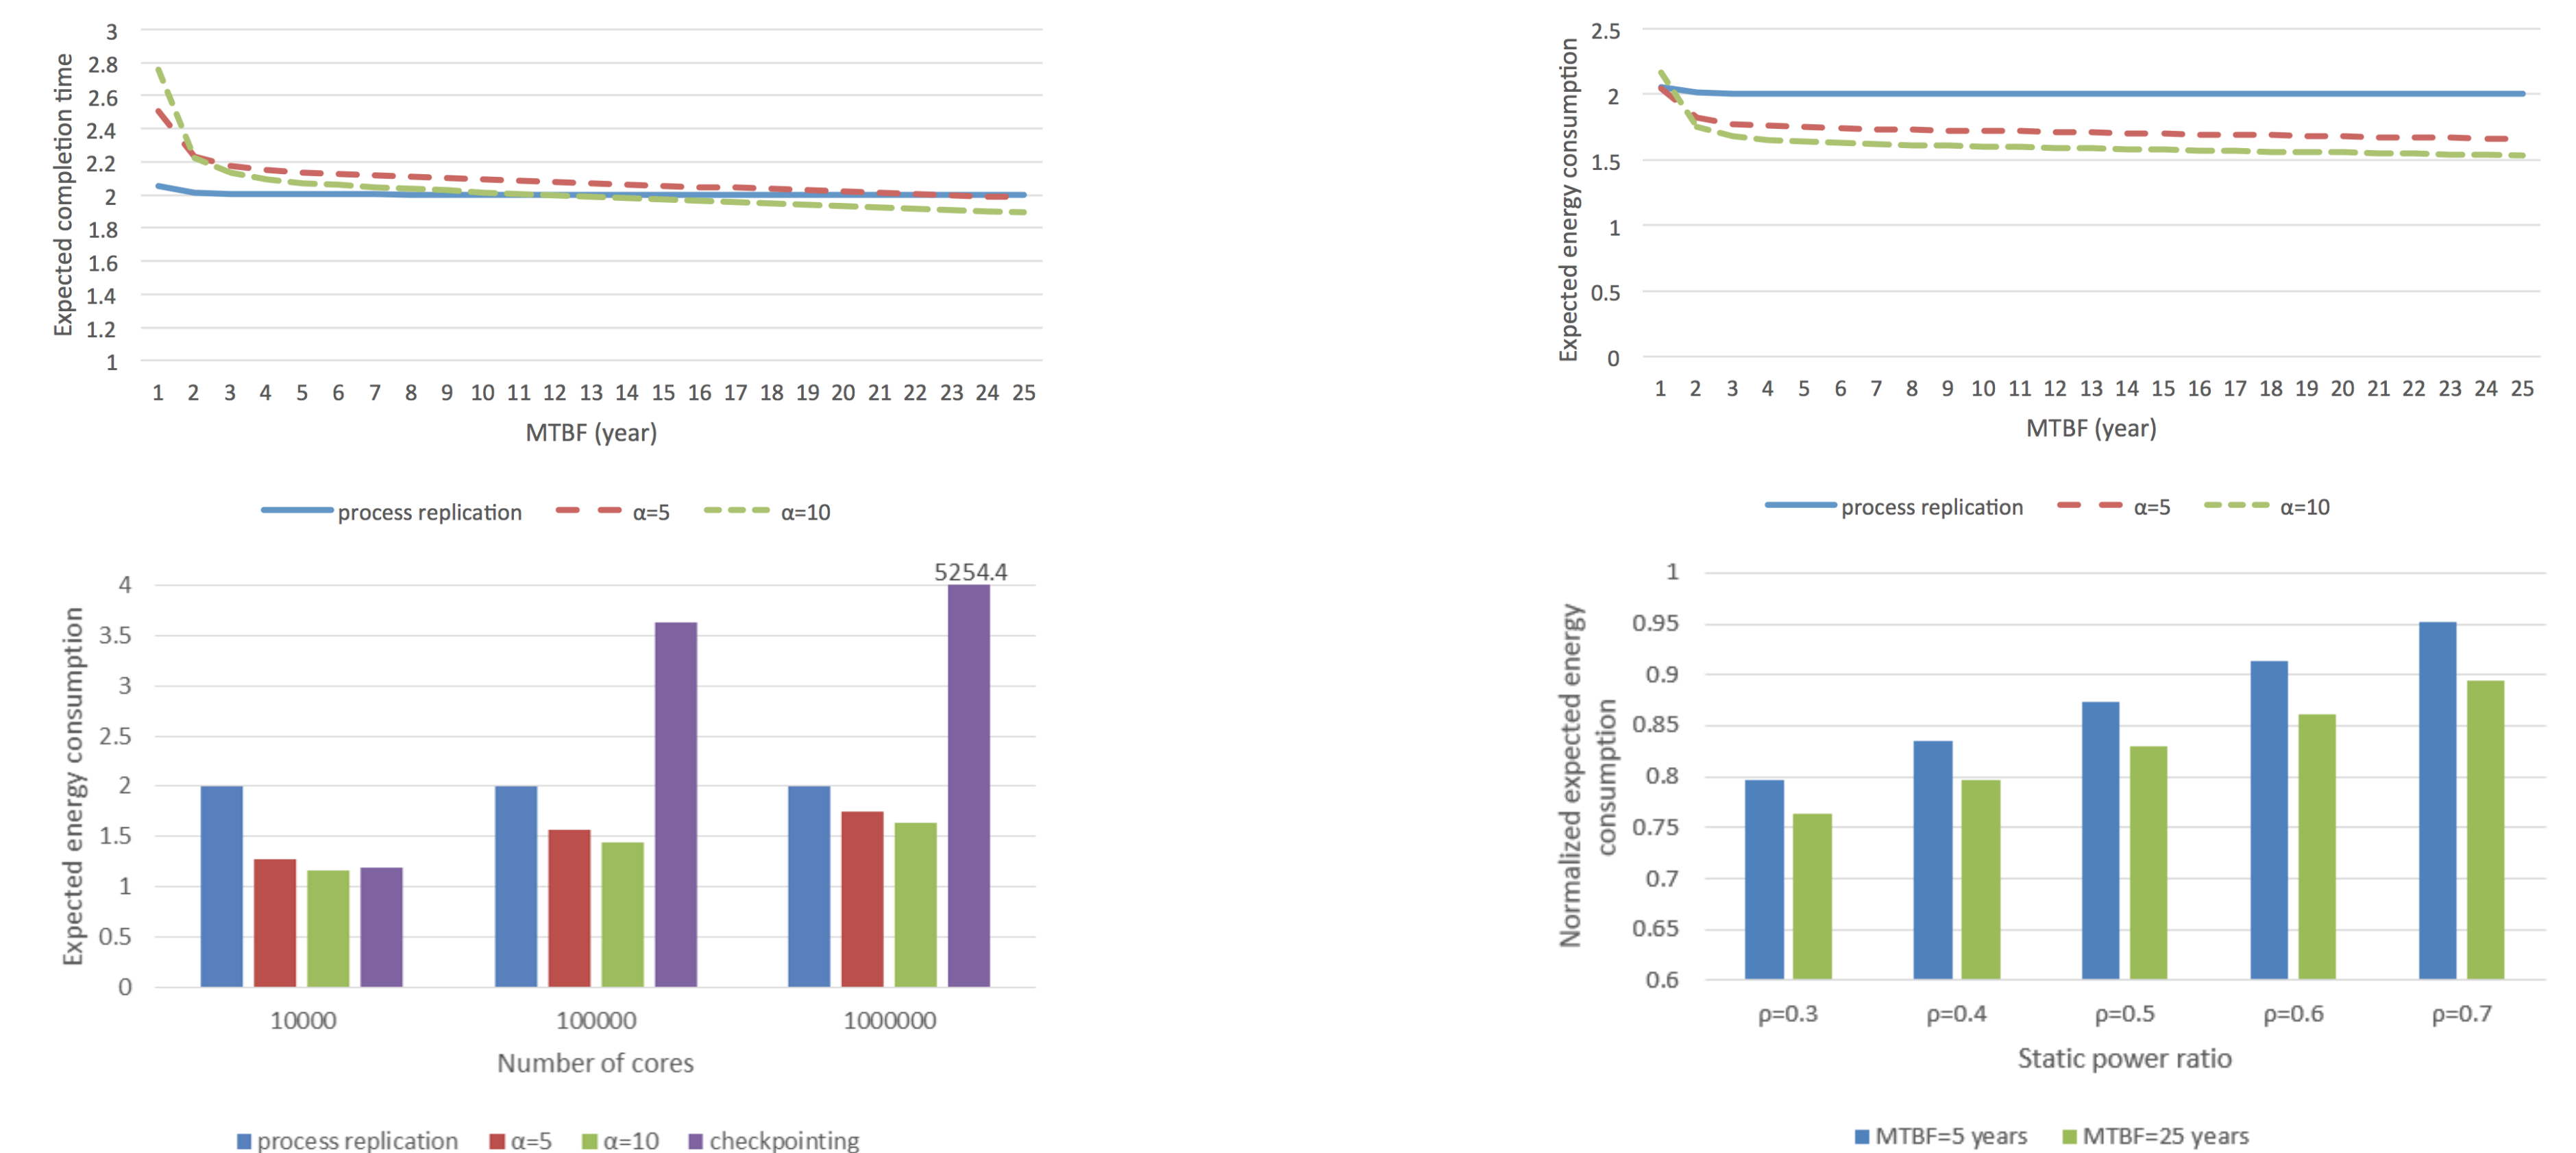 Expected completion time
3
2.8
2.6
2.4
2.2
2
1.8
1.6
1.4
1.2
1
1 2 3 4 5 6 7 8 9 10 11 12 13 14 15 16 17 18 19 20 21 22 23 24 25
MTBF (year)
process replication α=5 α=10
Expected energy consumption
2.5
2
1.5
1
0.5
0
1 2 3 4 5 6 7 8 9 10 11 12 13 14 15 16 17 18 19 20 21 22 23 24 25
MTBF (year)
process replication α=5 α=10
Expected energy consumption
5254.4
4
3.5
3
2.5
2
1.5
1
0.5
0
10000 100000 1000000
Number of cores
process replication α=5 α=10 checkpointing
Normalized expected energy
consumption
1
0.95
0.9
0.85
0.8
0.75
0.7
0.65
0.6
ρ=0.3 ρ=0.4 ρ=0.5 ρ=0.6 ρ=0.7
Static power ratio
MTBF=5 years MTBF=25 years